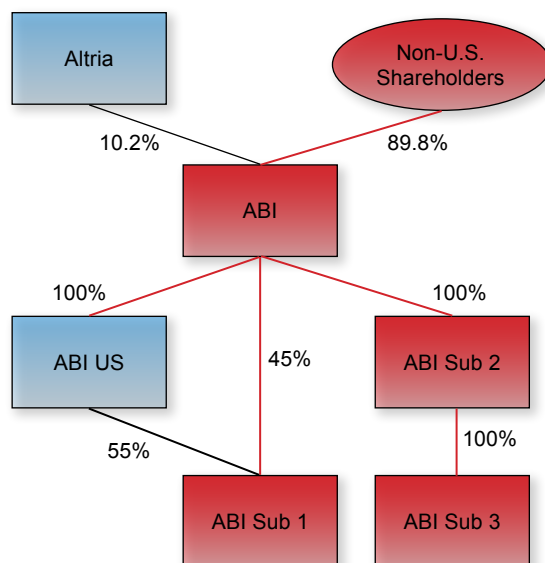 Altria
Non-U.S.
Shareholders
10.2%
89.8%
ABI
100%
100%
ABI US
45%
ABI Sub 2
55%
100%
ABI Sub 1
ABI Sub 3